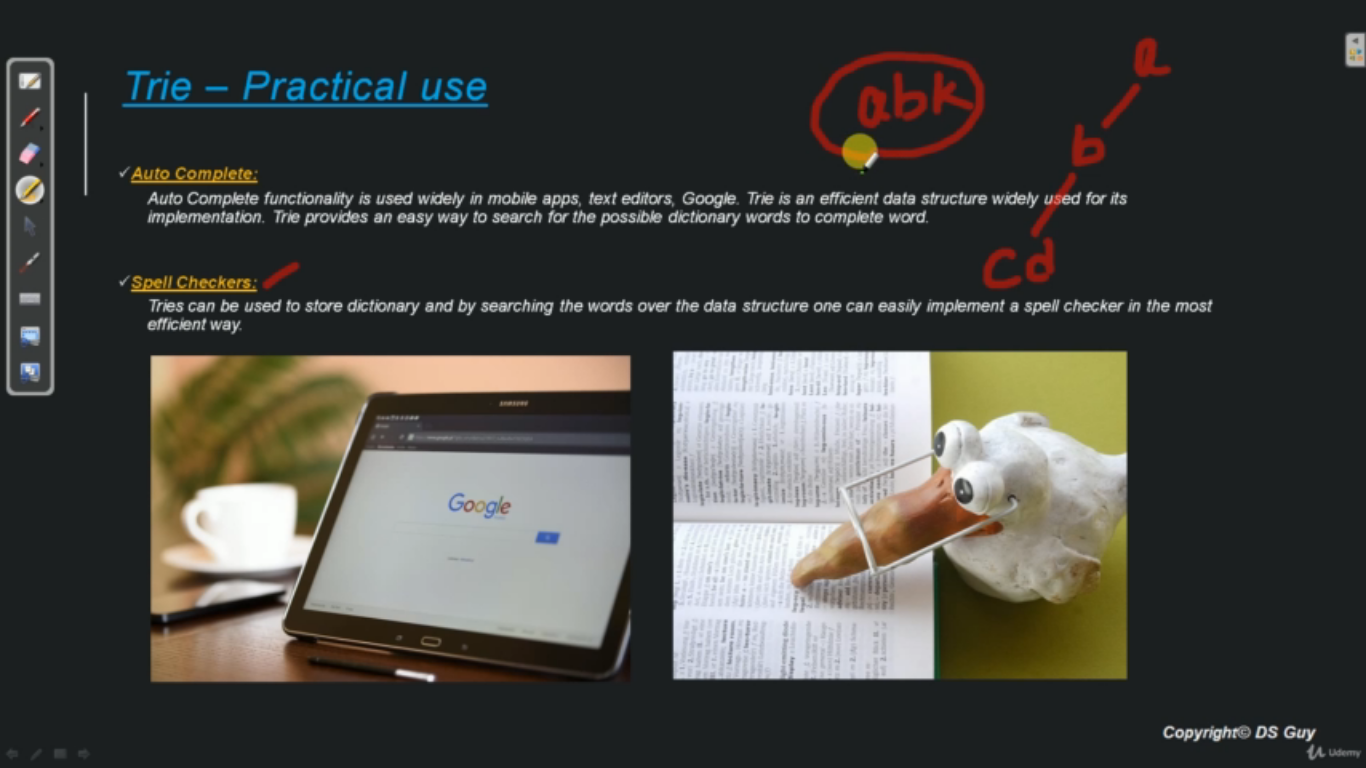 Trie – Practical use
abk
a
b
cd
✓Auto Complete:
Auto Complete functionality is used widely in mobile apps, text editors, Google. Trie is an efficient data structure widely used for its
implementation. Trie provides an easy way to search for the possible dictionary words to complete word.
✓Spell Checkers:
Tries can be used to store dictionary and by searching the words over the data structure one can easily implement a spell checker in the most
efficient way.
SAMSUNG
Google
Copyright© DS Guy
Udemy